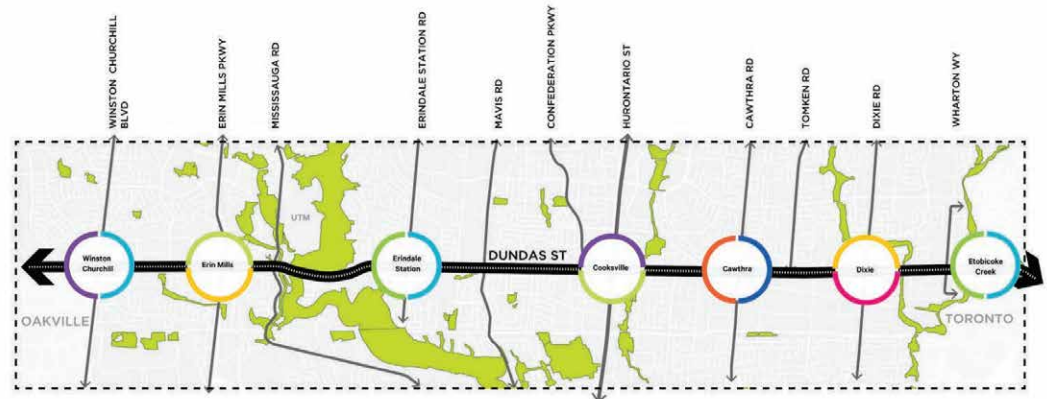 WINSTON CHURCHILL
BLVD
ERIN MILLS PKWY
MISSISSAUGA RD
ERINDALE STATION RD
MAVIS RD
CONFEDERATION PKWY
HURONTARIO ST
CAWTHRA RD
TOMKEN RD
DIXIE RD
WHARTON WY
UTM
DUNDAS ST
Winston
Churchill
Erin Mills
Erindale
Station
Cooksville
Cawthra
Dixie
Etobicoke
Creek
OAKVILLE
TORONTO